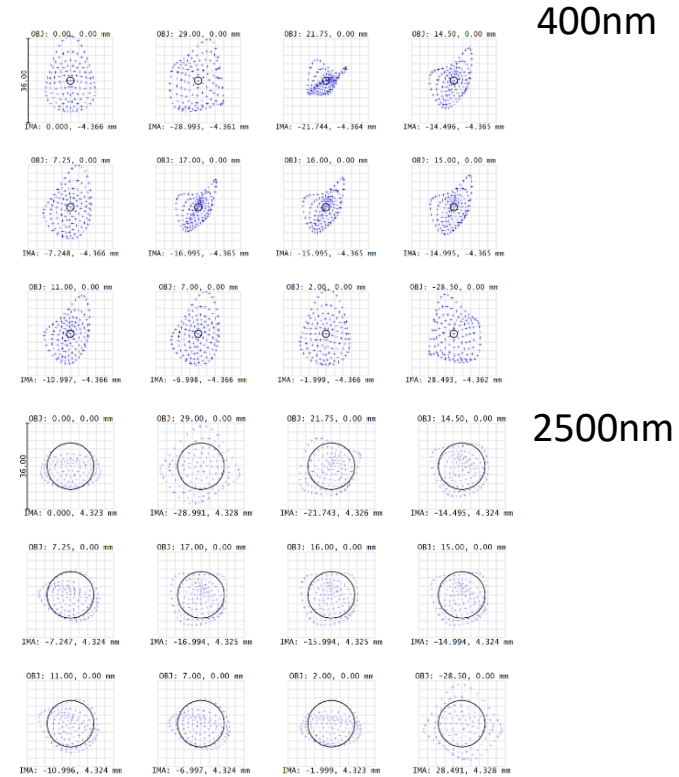 400nm
OBJ: 0.00, 0.00 mm
OBJ: 29.00, 0.00 mm
OBJ: 21.75, 0.00 mm
OBJ: 14.50, 0.00 mm
36.00
IMA: 0.000, -4.366 mm
IMA: -28.993, -4.361 mm
IMA: -21.744, -4.364 mm
IMA: -14.496, -4.365 mm
OBJ: 7.25, 0.00 mm
OBJ: 17.00, 0.00 mm
OBJ: 16.00, 0.00 mm
OBJ: 15.00, 0.00 mm
IMA: -7.248, -4.366 mm
IMA: -16.995, -4.365 mm
IMA: -15.995, -4.365 mm
IMA: -14.995, -4.365 mm
OBJ: 11.00, 0.00 mm
OBJ: 7.00, 0.00 mm
OBJ: 2.00, 0.00 mm
OBJ: -28.50, 0.00 mm
IMA: -10.997, -4.366 mm
IMA: -6.998, -4.366 mm
IMA: -1.999, -4.366 mm
IMA: 28.493, -4.362 mm
2500nm
OBJ: 0.00, 0.00 mm
OBJ: 29.00, 0.00 mm
OBJ: 21.75, 0.00 mm
OBJ: 14.50, 0.00 mm
36.00
IMA: 0.000, 4.323 mm
IMA: -28.991, 4.328 mm
IMA: -21.743, 4.326 mm
IMA: -14.495, 4.324 mm
OBJ: 7.25, 0.00 mm
OBJ: 17.00, 0.00 mm
OBJ: 16.00, 0.00 mm
OBJ: 15.00, 0.00 mm
IMA: -7.247, 4.324 mm
IMA: -16.994, 4.325 mm
IMA: -15.994, 4.325 mm
IMA: -14.994, 4.324 mm
OBJ: 11.00, 0.00 mm
OBJ: 7.00, 0.00 mm
OBJ: 2.00, 0.00 mm
OBJ: -28.50, 0.00 mm
IMA: -10.996, 4.324 mm
IMA: -6.997, 4.324 mm
IMA: -1.999, 4.323 mm
IMA: 28.491, 4.328 mm